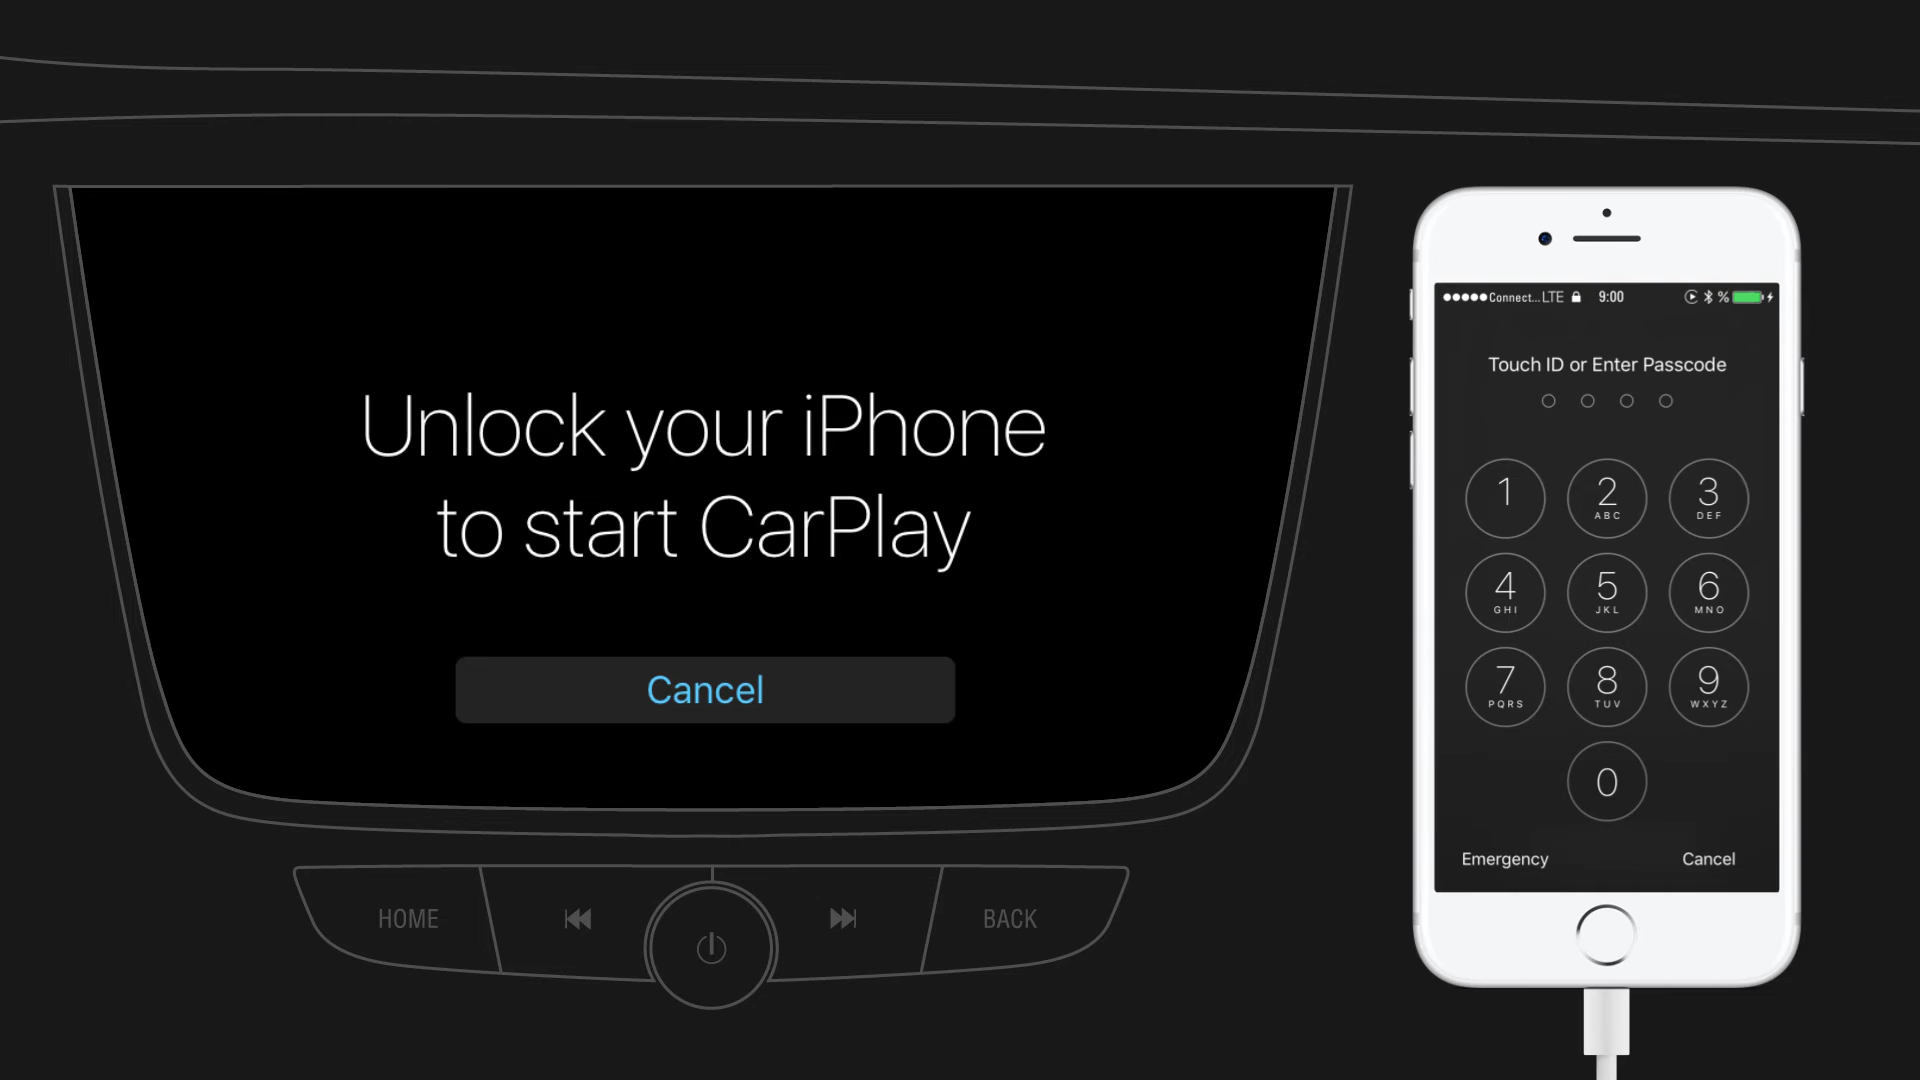 Unlock your iPhone
to start CarPlay
Cancel
HOME
BACK
Connect... LTE 9:00 %
Touch ID or Enter Passcode
1 2 3
ABC DEF
4 5 6
GHI JKL MNO
7 8 9
PQRS TUV WXYZ
0
Emergency Cancel